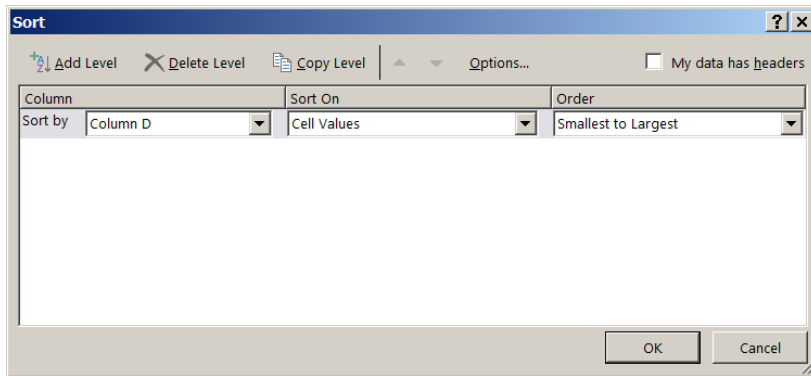 Sort
Add Level Delete Level Copy Level Options... My data has headers
Column Sort On Order
Sort by Column D Cell Values Smallest to Largest
OK Cancel